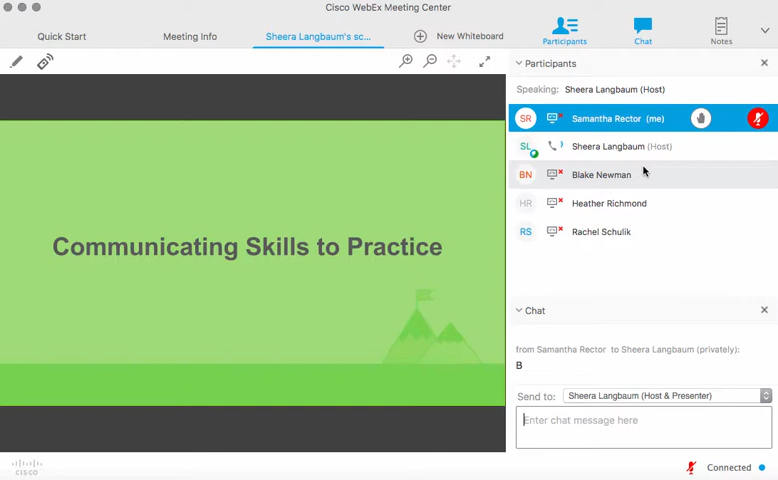 Cisco WebEx Meeting Center
Quick Start
Meeting Info
Sheera Langbaum's sc...
New Whiteboard
Participants
Chat
Notes
Participants
Speaking: Sheera Langbaum (Host)
SR Samantha Rector (me)
SL Sheera Langbaum (Host)
BN Blake Newman
HR Heather Richmond
RS Rachel Schulik
Communicating Skills to Practice
Chat
from Samantha Rector to Sheera Langbaum (privately):
B
Send to: Sheera Langbaum (Host & Presenter)
Enter chat message here
CISCO
Connected